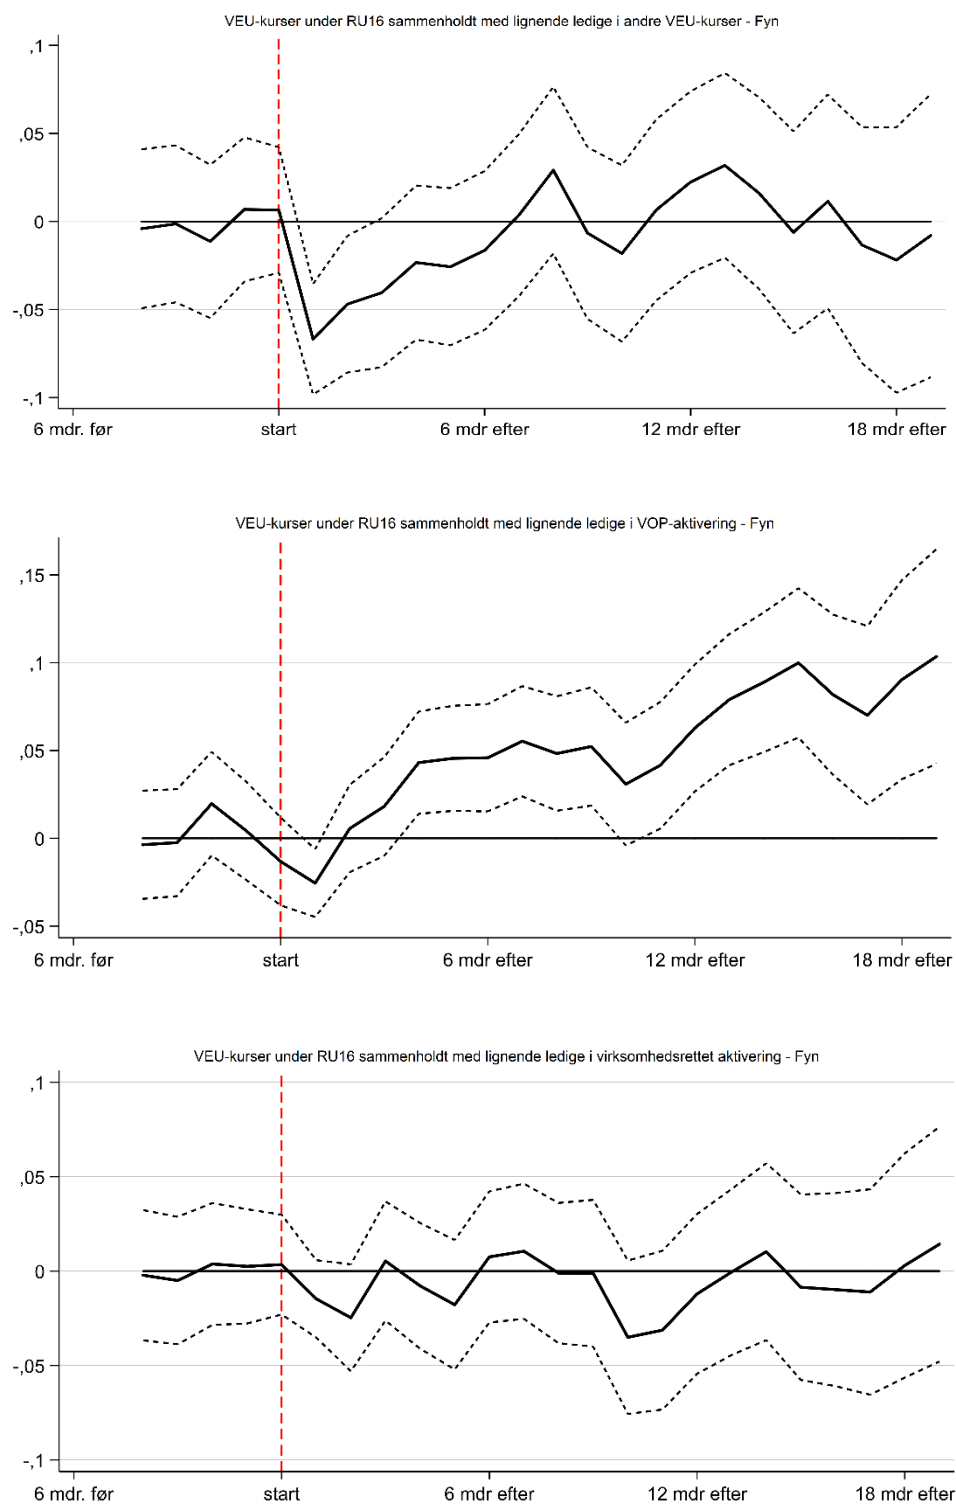 VEU-kurser under RU16 sammenholdt med lignende ledige i andre VEU-kurser - Fyn
,1
,05
0
-,05
-,1
6 mdr. før start 6 mdr efter 12 mdr efter 18 mdr efter
VEU-kurser under RU16 sammenholdt med lignende ledige i VOP-aktivering - Fyn
,15
,1
,05
0
-,05
6 mdr. før start 6 mdr efter 12 mdr efter 18 mdr efter
VEU-kurser under RU16 sammenholdt med lignende ledige i virksomhedsrettet aktivering - Fyn
,1
,05
0
-,05
-,1
6 mdr. før start 6 mdr efter 12 mdr efter 18 mdr efter